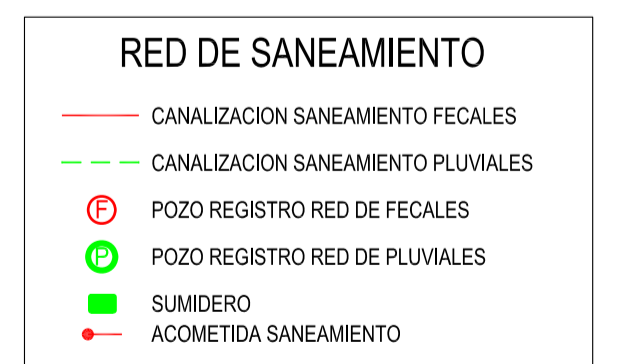 RED DE SANEAMIENTO
CANALIZACION SANEAMIENTO FECALES
CANALIZACION SANEAMIENTO PLUVIALES
F POZO REGISTRO RED DE FECALES
P POZO REGISTRO RED DE PLUVIALES
SUMIDERO
ACOMETIDA SANEAMIENTO